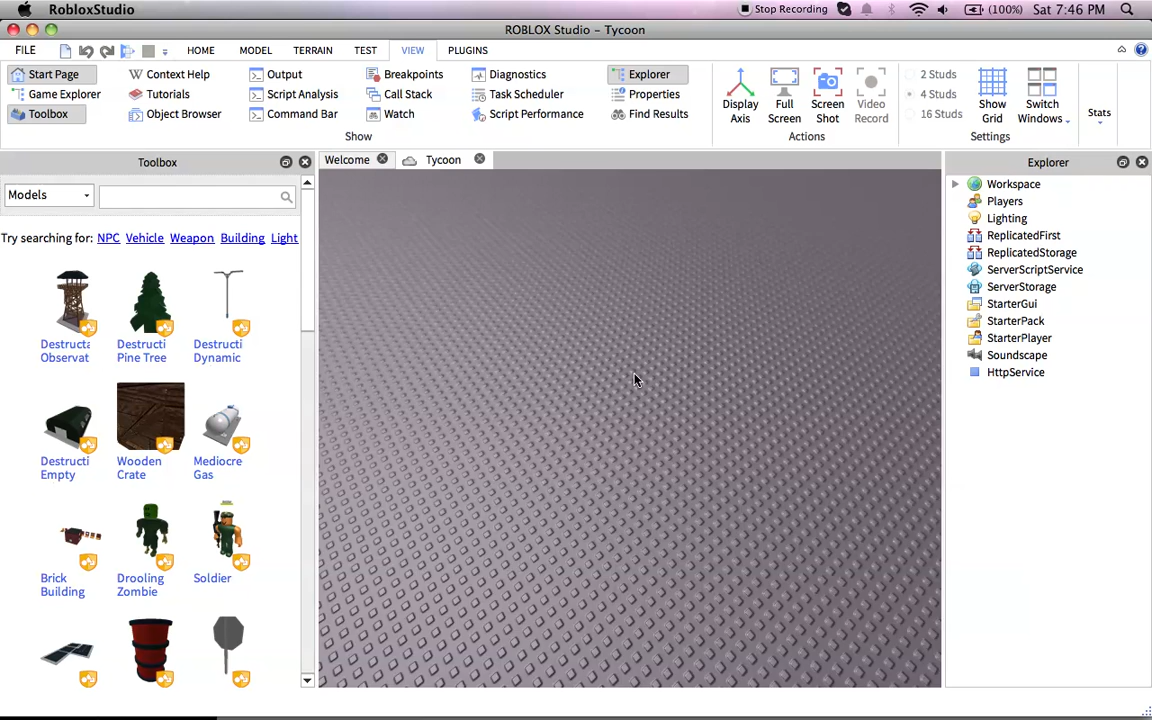 RobloxStudio Stop Recording (100%) Sat 7:46 PM
ROBLOX Studio – Tycoon
FILE HOME MODEL TERRAIN TEST VIEW PLUGINS
Start Page Context Help Output Breakpoints Diagnostics Explorer 2 Studs
Game Explorer Tutorials Script Analysis Call Stack Task Scheduler Properties 4 Studs
Toolbox Object Browser Command Bar Watch Script Performance Find Results 16 Studs
Display Full Screen Video Show Switch Stats
Axis Screen Shot Record Grid Windows
Show Actions Settings
Toolbox
Models
Try searching for: NPC Vehicle Weapon Building Light
Destructi Destructi Destructi
Observat Pine Tree Dynamic
Destructi Wooden Mediocre
Empty Crate Gas
Brick Drooling Soldier
Building Zombie
Welcome Tycoon
Explorer
Workspace
Players
Lighting
ReplicatedFirst
ReplicatedStorage
ServerScriptService
ServerStorage
StarterGui
StarterPack
StarterPlayer
Soundscape
HttpService